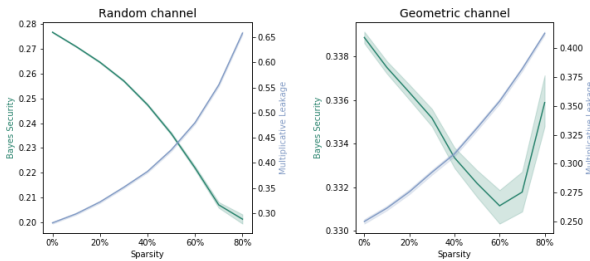 Random channel
Bayes Security
0.28
0.27
0.26
0.25
0.24
0.23
0.22
0.21
0.20
0.65
0.60
0.55
0.50
0.45
0.40
0.35
0.30
Multiplicative Leakage
0% 20% 40% 60% 80%
Sparsity
Geometric channel
Bayes Security
0.338
0.336
0.334
0.332
0.330
0.400
0.375
0.350
0.325
0.300
0.275
0.250
Multiplicative Leakage
0% 20% 40% 60% 80%
Sparsity